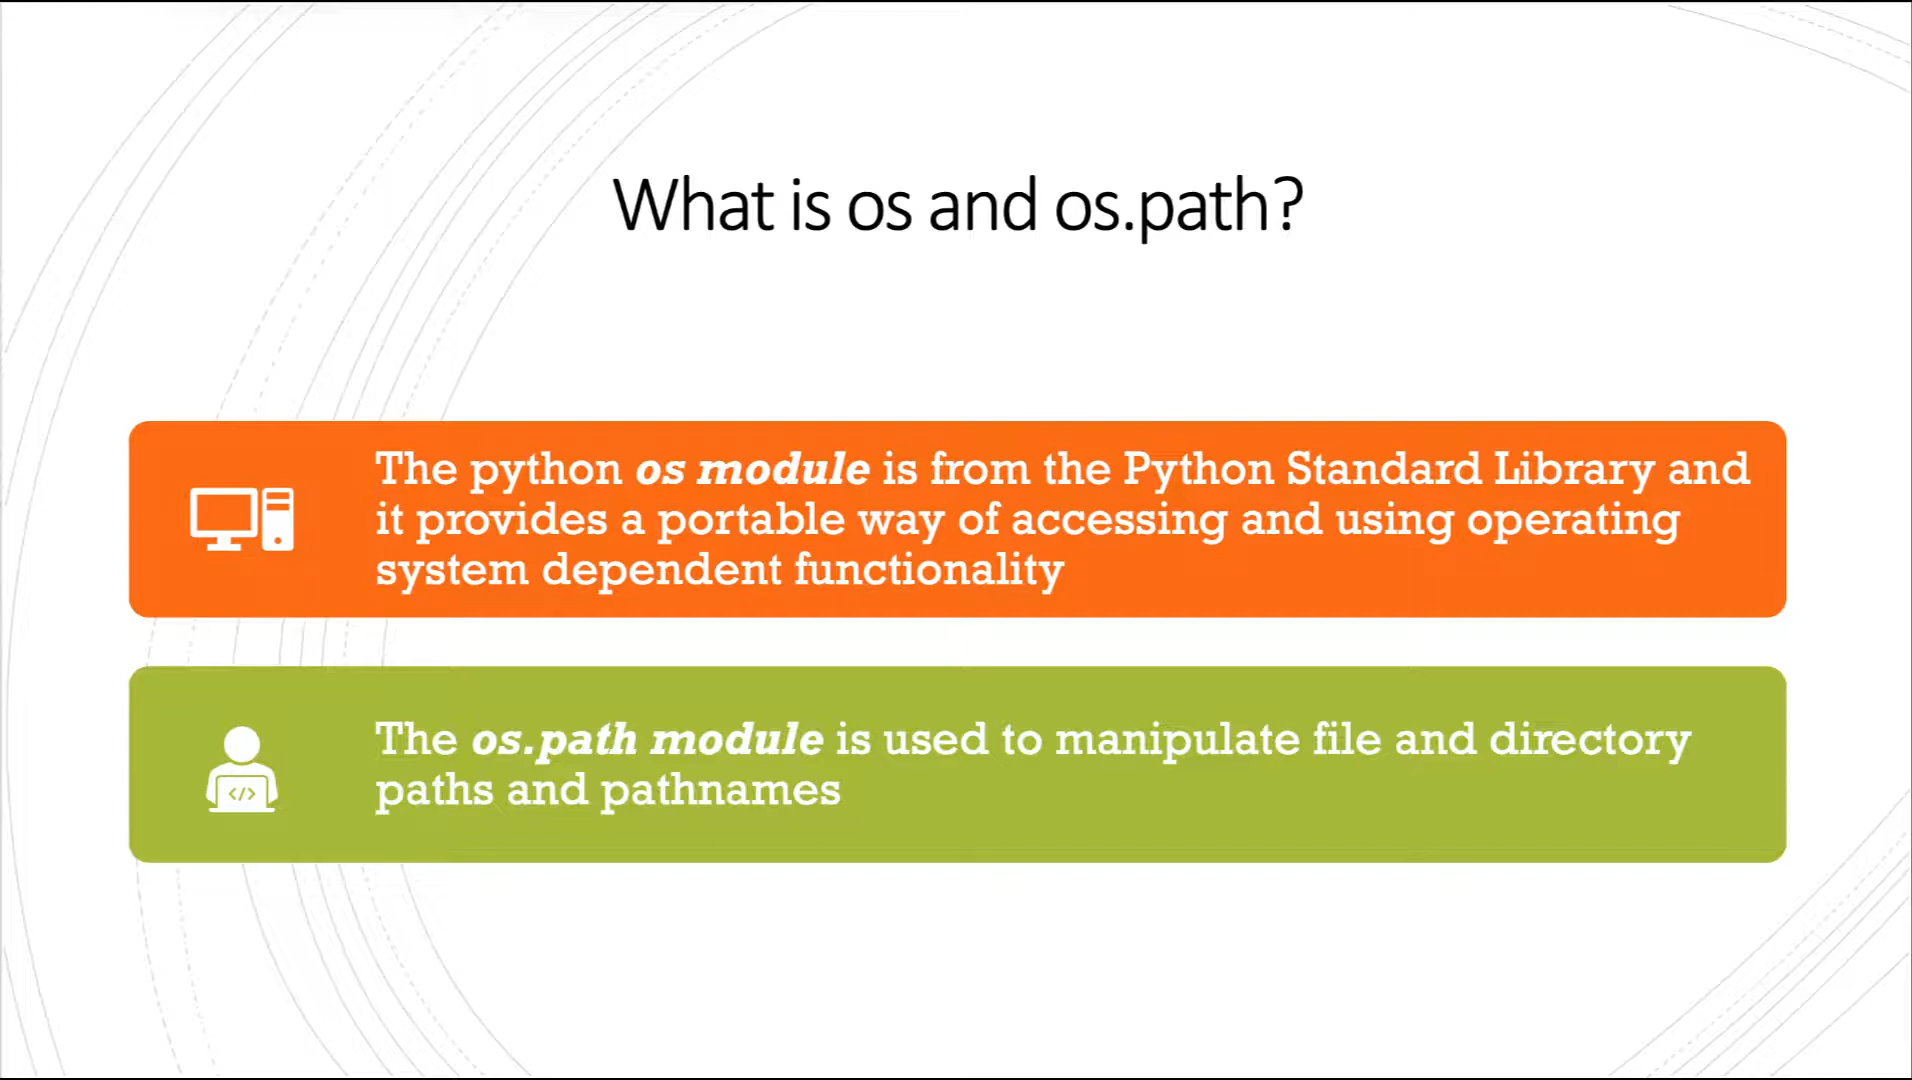 What is os and os.path?
The python os module is from the Python Standard Library and
it provides a portable way of accessing and using operating
system dependent functionality
</>
The os.path module is used to manipulate file and directory
paths and pathnames